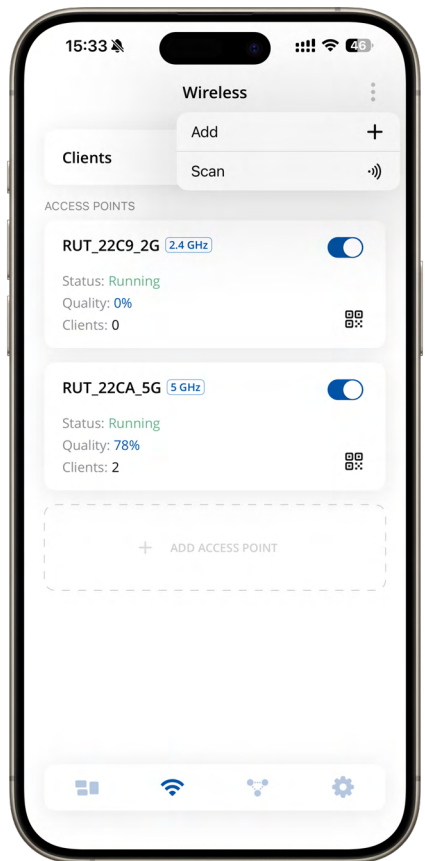 15:33
46
Wireless
Add
Scan
Clients
ACCESS POINTS
RUT_22C9_2G 2.4 GHz
Status: Running
Quality: 0%
Clients: 0
RUT_22CA_5G 5 GHz
Status: Running
Quality: 78%
Clients: 2
+ ADD ACCESS POINT